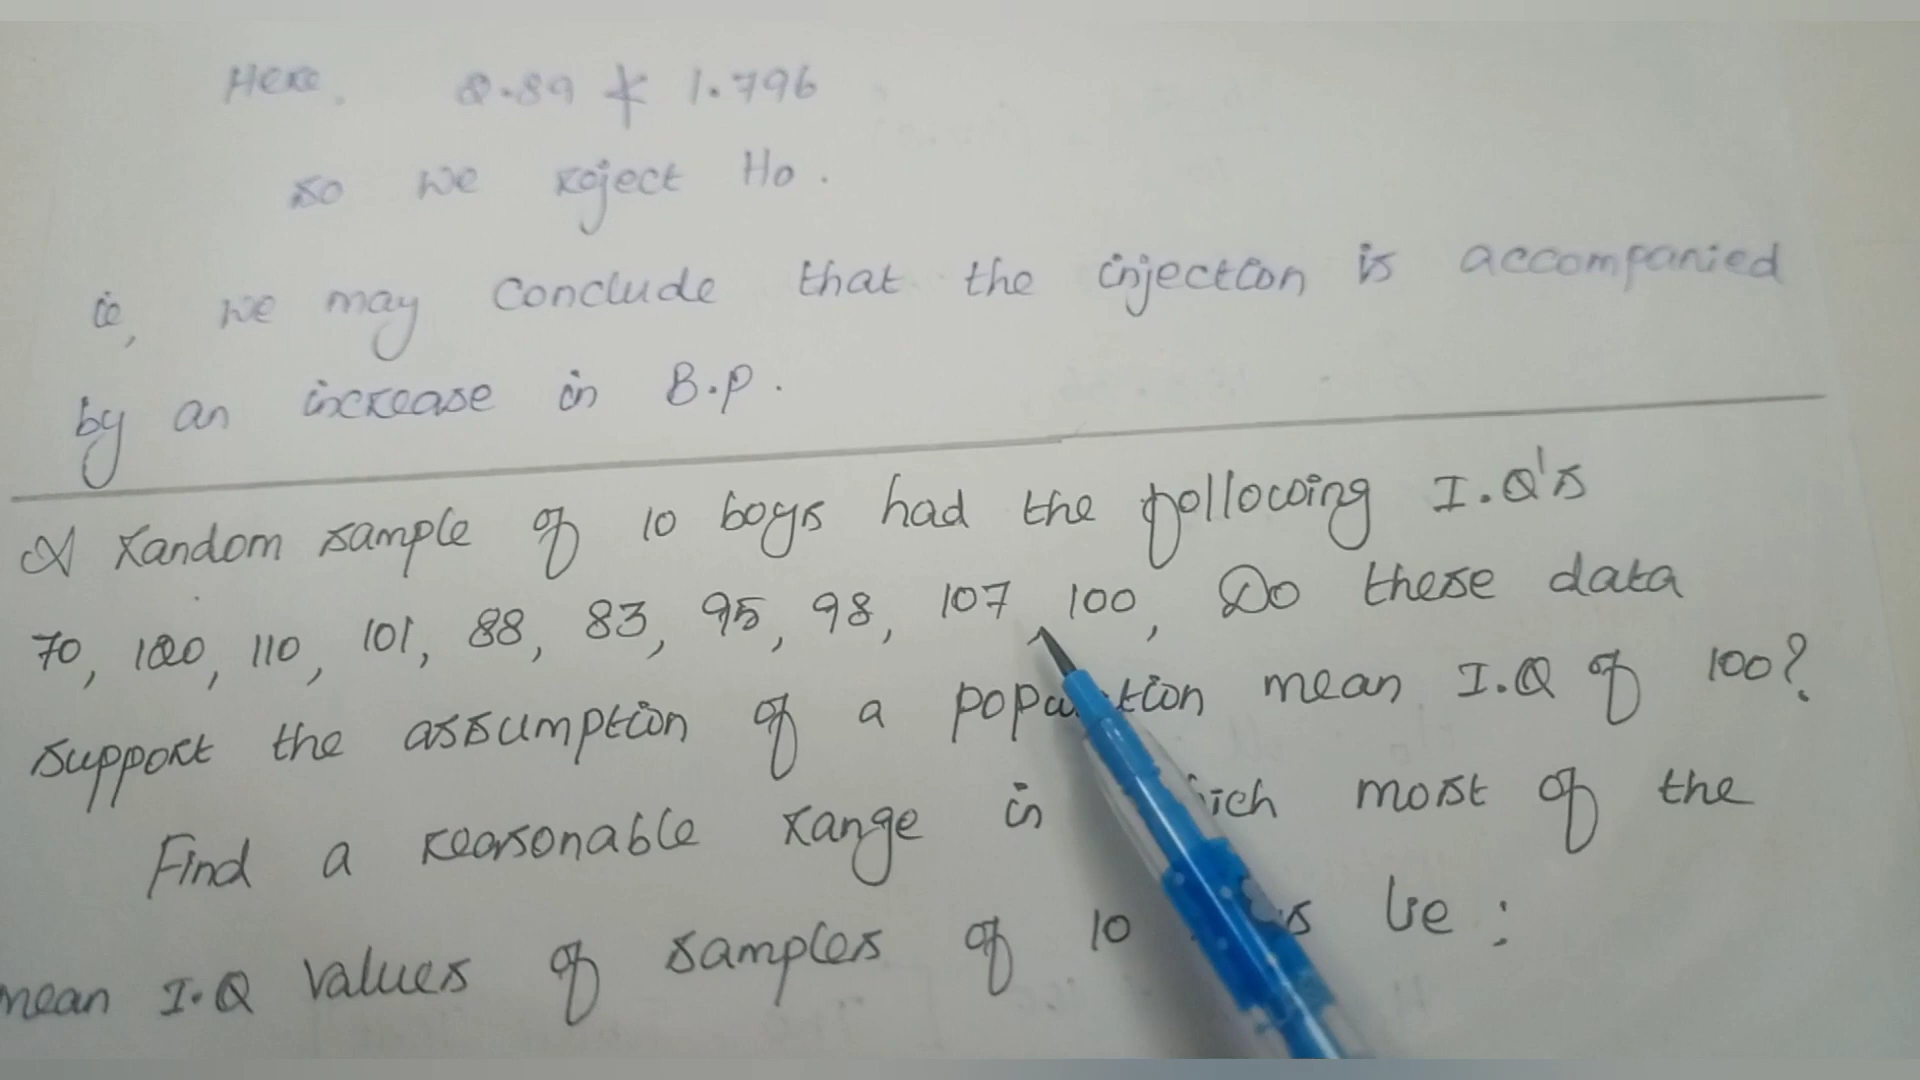 Here, 2.89 ≮ 1.796
so we reject Ho.
ie, we may conclude that the injection is accompanied
by an increase in B.P.
A random sample of 10 boys had the following I.Q's
70, 120, 110, 101, 88, 83, 95, 98, 107, 100, Do these data
support the assumption of a population mean I.Q of 100?
Find a reasonable range in most of the
mean I.Q values of samples of 10 lie :